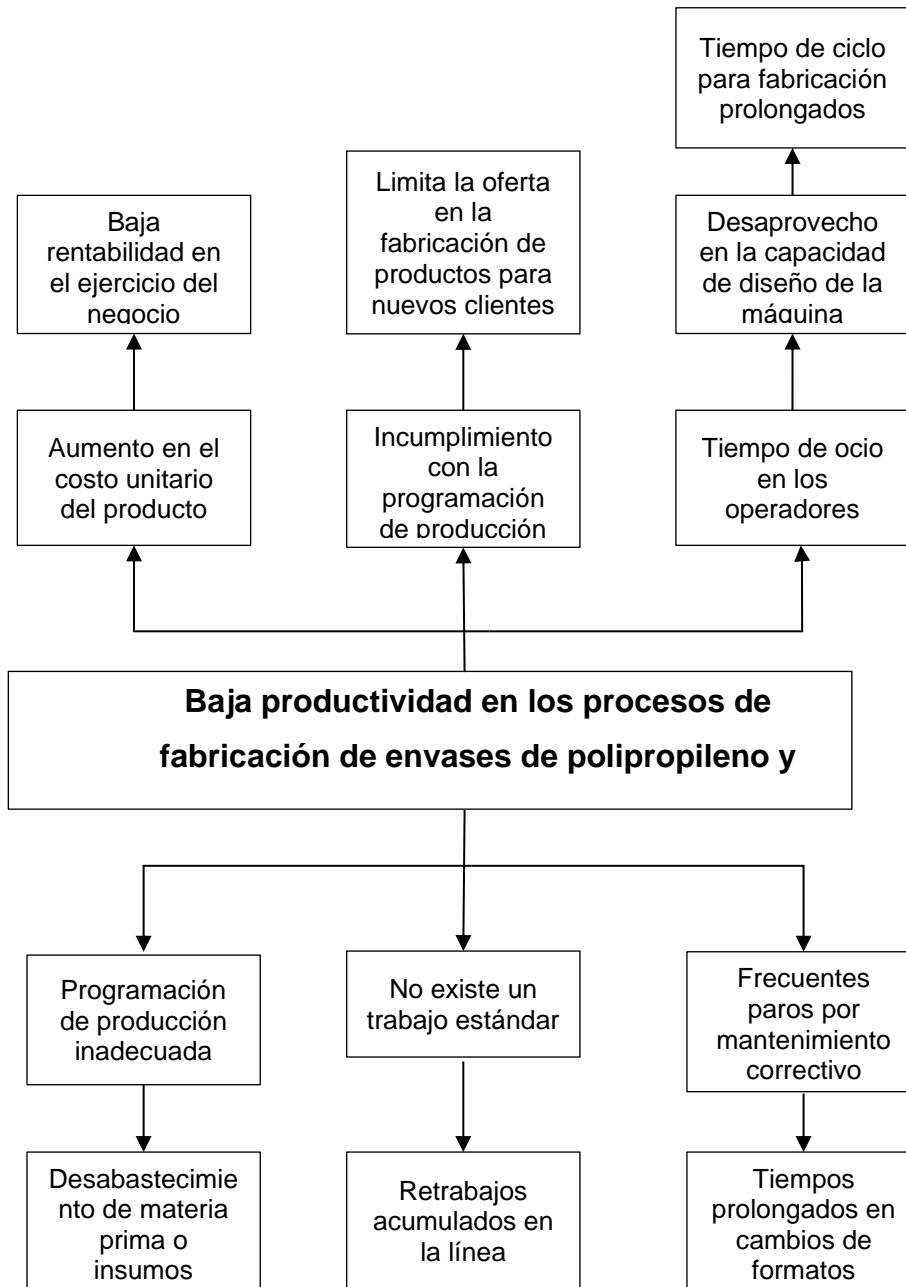 Tiempo de ciclo
para fabricación
prolongados
Baja
rentabilidad en
el ejercicio del
negocio
Limita la oferta
en la
fabricación de
productos para
nuevos clientes
Desaprovecho
en la capacidad
de diseño de la
máquina
Aumento en el
costo unitario
del producto
Incumplimiento
con la
programación
de producción
Tiempo de ocio
en los
operadores
Baja productividad en los procesos de
fabricación de envases de polipropileno y
Programación
de producción
inadecuada
No existe un
trabajo estándar
Frecuentes
paros por
mantenimiento
correctivo
Desabastecimie
nto de materia
prima o
insumos
Retrabajos
acumulados en
la línea
Tiempos
prolongados en
cambios de
formatos